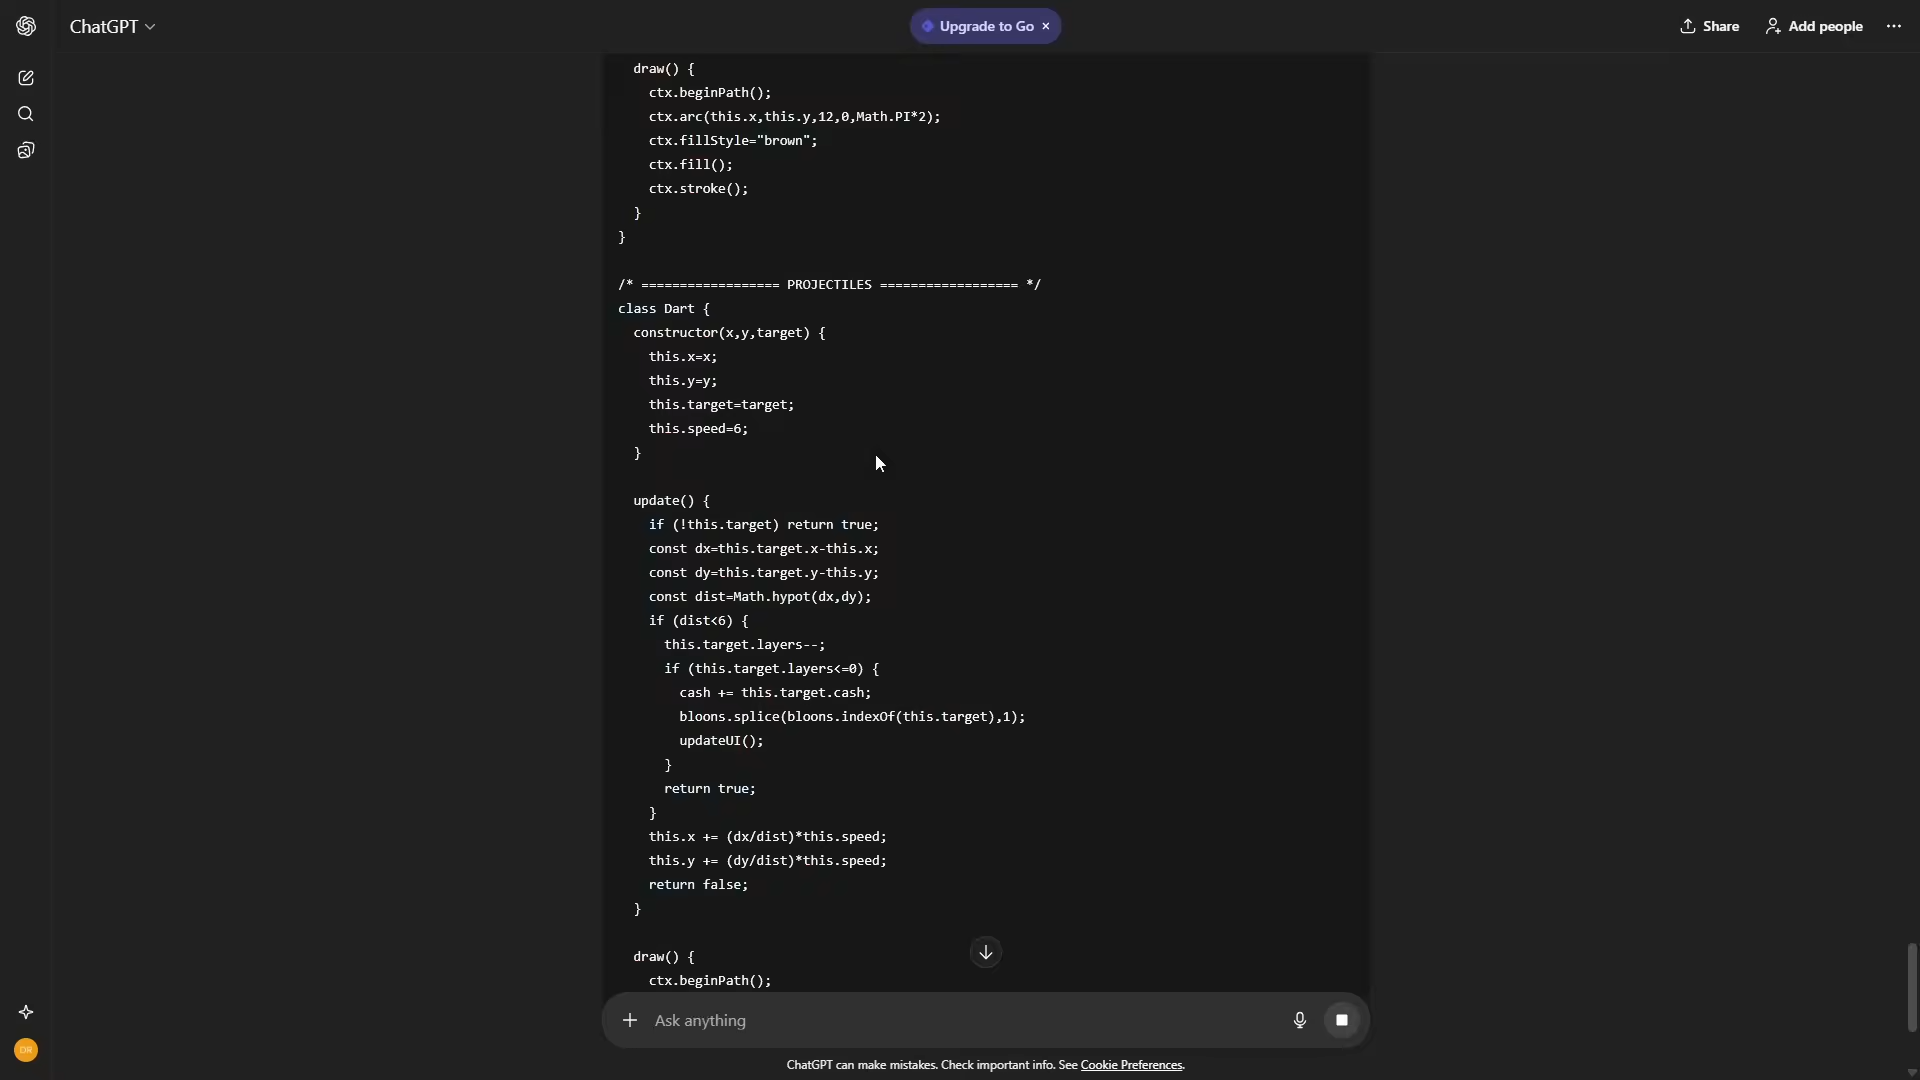 ChatGPT
Upgrade to Go ×
Share
Add people
draw() {
ctx.beginPath();
ctx.arc(this.x,this.y,12,0,Math.PI*2);
ctx.fillStyle="brown";
ctx.fill();
ctx.stroke();
}
}
/* ================== PROJECTILES ================== */
class Dart {
constructor(x,y,target) {
this.x=x;
this.y=y;
this.target=target;
this.speed=6;
}
update() {
if (!this.target) return true;
const dx=this.target.x-this.x;
const dy=this.target.y-this.y;
const dist=Math.hypot(dx,dy);
if (dist<6) {
this.target.layers--;
if (this.target.layers<=0) {
cash += this.target.cash;
bloons.splice(bloons.indexOf(this.target),1);
updateUI();
}
return true;
}
this.x += (dx/dist)*this.speed;
this.y += (dy/dist)*this.speed;
return false;
}
draw() {
ctx.beginPath();
Ask anything
DR
ChatGPT can make mistakes. Check important info. See Cookie Preferences.